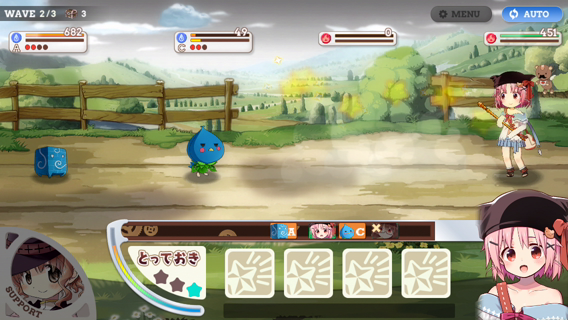 WAVE 2/3 3
MENU
AUTO
682
A
49
C
0
451
A
C
とっておき
SUPPORT